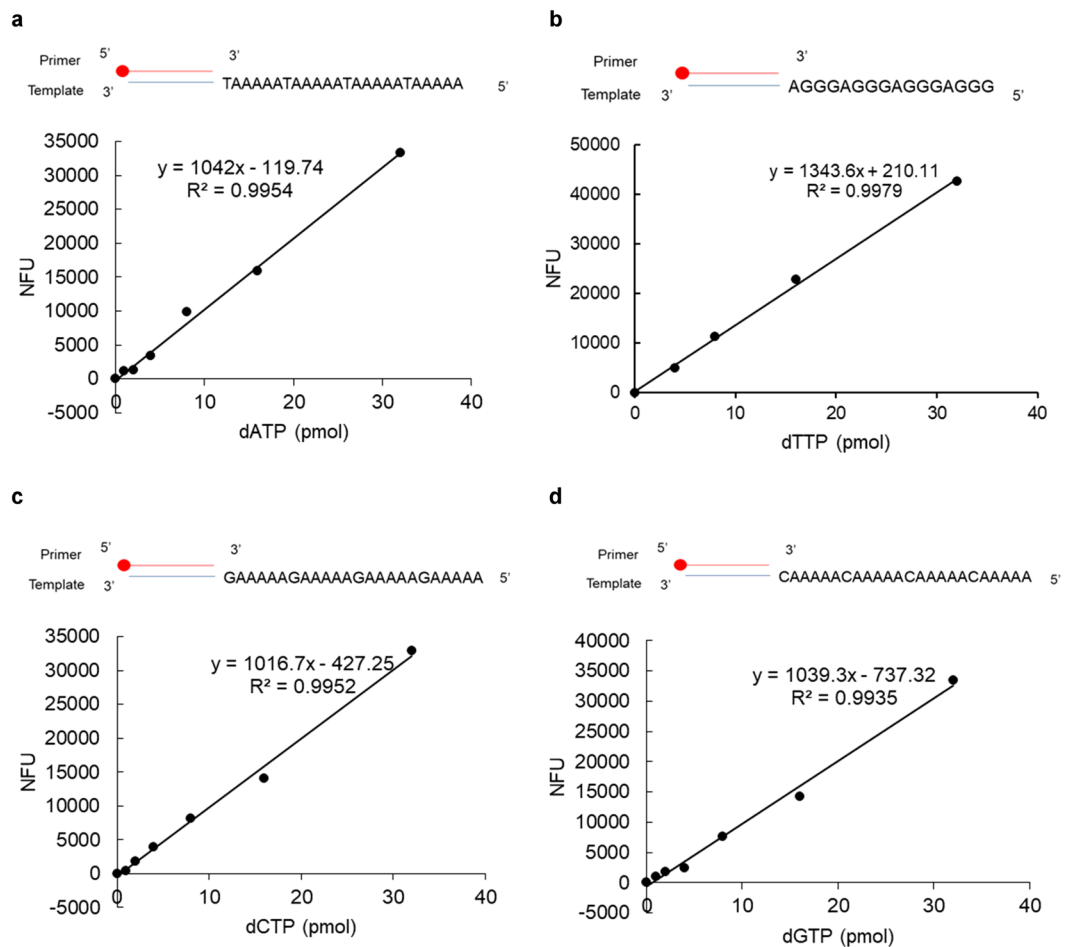 a
5’ 3’
Primer
Template 3’ TAAAAATAAAAATAAAAATAAAAA 5’
35000
30000
25000
20000
15000
10000
5000
0
-5000
NFU
y = 1042x - 119.74
R² = 0.9954
0 10 20 30 40
dATP (pmol)
b
3’
Primer
Template 3’ AGGGAGGGAGGGAGGG 5’
50000
40000
30000
20000
10000
0
NFU
y = 1343.6x + 210.11
R² = 0.9979
0 10 20 30 40
dTTP (pmol)
c
Primer 5’ 3’
Template 3’ GAAAAAGAAAAAGAAAAAGAAAAA 5’
35000
30000
25000
20000
15000
10000
5000
0
-5000
NFU
y = 1016.7x - 427.25
R² = 0.9952
0 10 20 30 40
dCTP (pmol)
d
Primer 5’ 3’
Template 3’ CAAAAACAAAAACAAAAACAAAAA 5’
40000
35000
30000
25000
20000
15000
10000
5000
0
-5000
NFU
y = 1039.3x - 737.32
R² = 0.9935
0 10 20 30 40
dGTP (pmol)